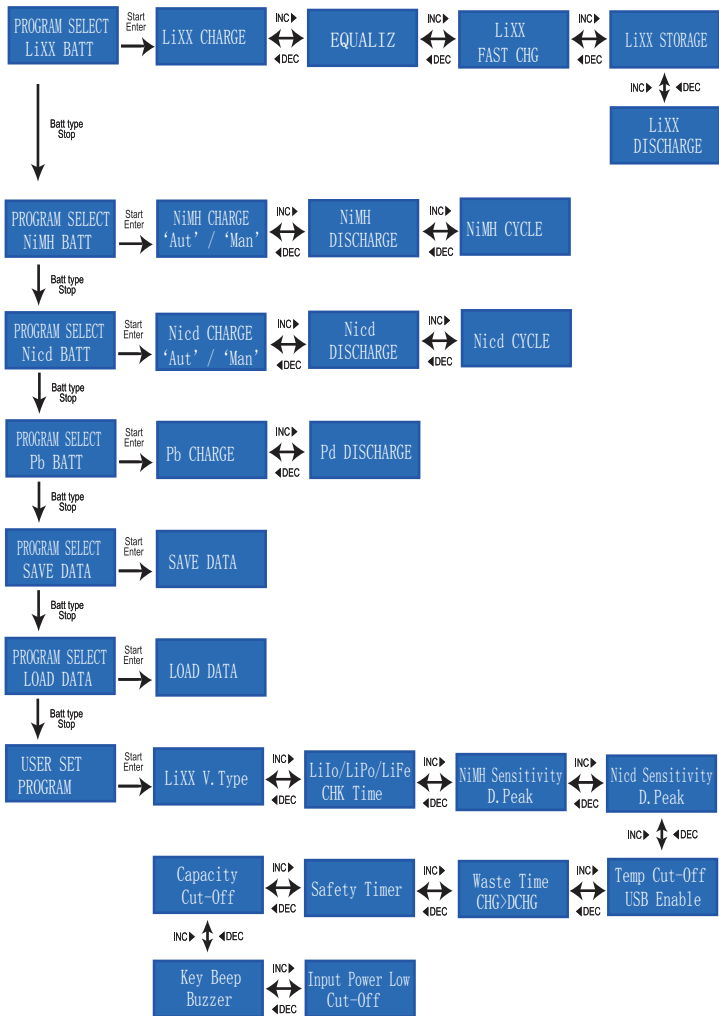 PROGRAM SELECT
LiXX BATT
Start
Enter
LiXX CHARGE
INC▶
◀DEC
EQUALIZ
INC▶
◀DEC
LiXX
FAST CHG
INC▶
◀DEC
LiXX STORAGE
INC▶ ◀DEC
LiXX
DISCHARGE
Batt type
Stop
PROGRAM SELECT
NiMH BATT
Start
Enter
NiMH CHARGE
‘Aut’ / ‘Man’
INC▶
◀DEC
NiMH
DISCHARGE
INC▶
◀DEC
NiMH CYCLE
Batt type
Stop
PROGRAM SELECT
Nicd BATT
Start
Enter
Nicd CHARGE
‘Aut’ / ‘Man’
INC▶
◀DEC
Nicd
DISCHARGE
INC▶
◀DEC
Nicd CYCLE
Batt type
Stop
PROGRAM SELECT
Pb BATT
Start
Enter
Pb CHARGE
INC▶
◀DEC
Pd DISCHARGE
Batt type
Stop
PROGRAM SELECT
SAVE DATA
Start
Enter
SAVE DATA
Batt type
Stop
PROGRAM SELECT
LOAD DATA
Start
Enter
LOAD DATA
Batt type
Stop
USER SET
PROGRAM
Start
Enter
LiXX V.Type
INC▶
◀DEC
LiIo/LiPo/LiFe
CHK Time
INC▶
◀DEC
NiMH Sensitivity
D.Peak
INC▶
◀DEC
Nicd Sensitivity
D.Peak
INC▶ ◀DEC
Capacity
Cut-Off
INC▶
◀DEC
Safety Timer
INC▶
◀DEC
Waste Time
CHG>DCHG
INC▶
◀DEC
Temp Cut-Off
USB Enable
INC▶ ◀DEC
Key Beep
Buzzer
INC▶
◀DEC
Input Power Low
Cut-Off